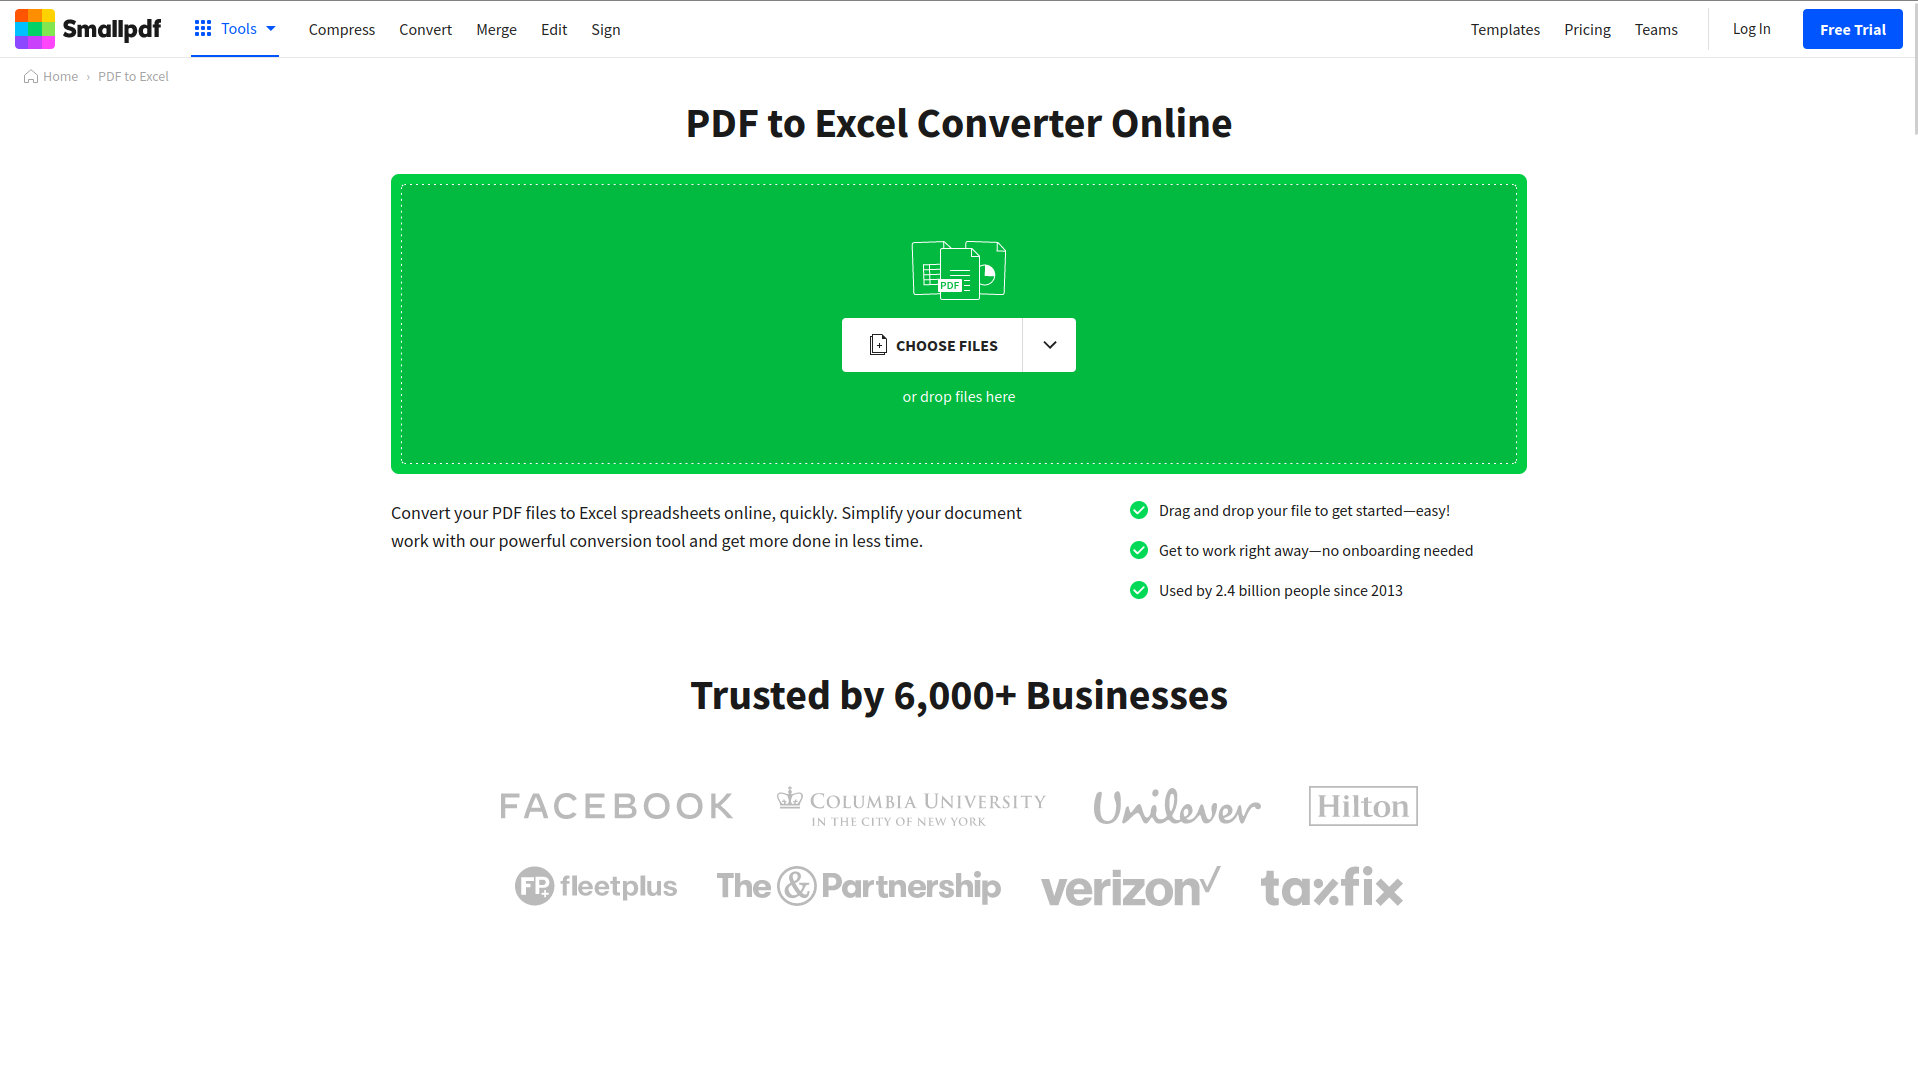 Smallpdf
Tools
Compress
Convert
Merge
Edit
Sign
Templates
Pricing
Teams
Log In
Free Trial
Home › PDF to Excel
PDF to Excel Converter Online
PDF
CHOOSE FILES
or drop files here
Convert your PDF files to Excel spreadsheets online, quickly. Simplify your document
work with our powerful conversion tool and get more done in less time.
Drag and drop your file to get started—easy!
Get to work right away—no onboarding needed
Used by 2.4 billion people since 2013
Trusted by 6,000+ Businesses
FACEBOOK
COLUMBIA UNIVERSITY
IN THE CITY OF NEW YORK
Unilever
Hilton
FP+ fleetplus
The & Partnership
verizon✓
taxfix